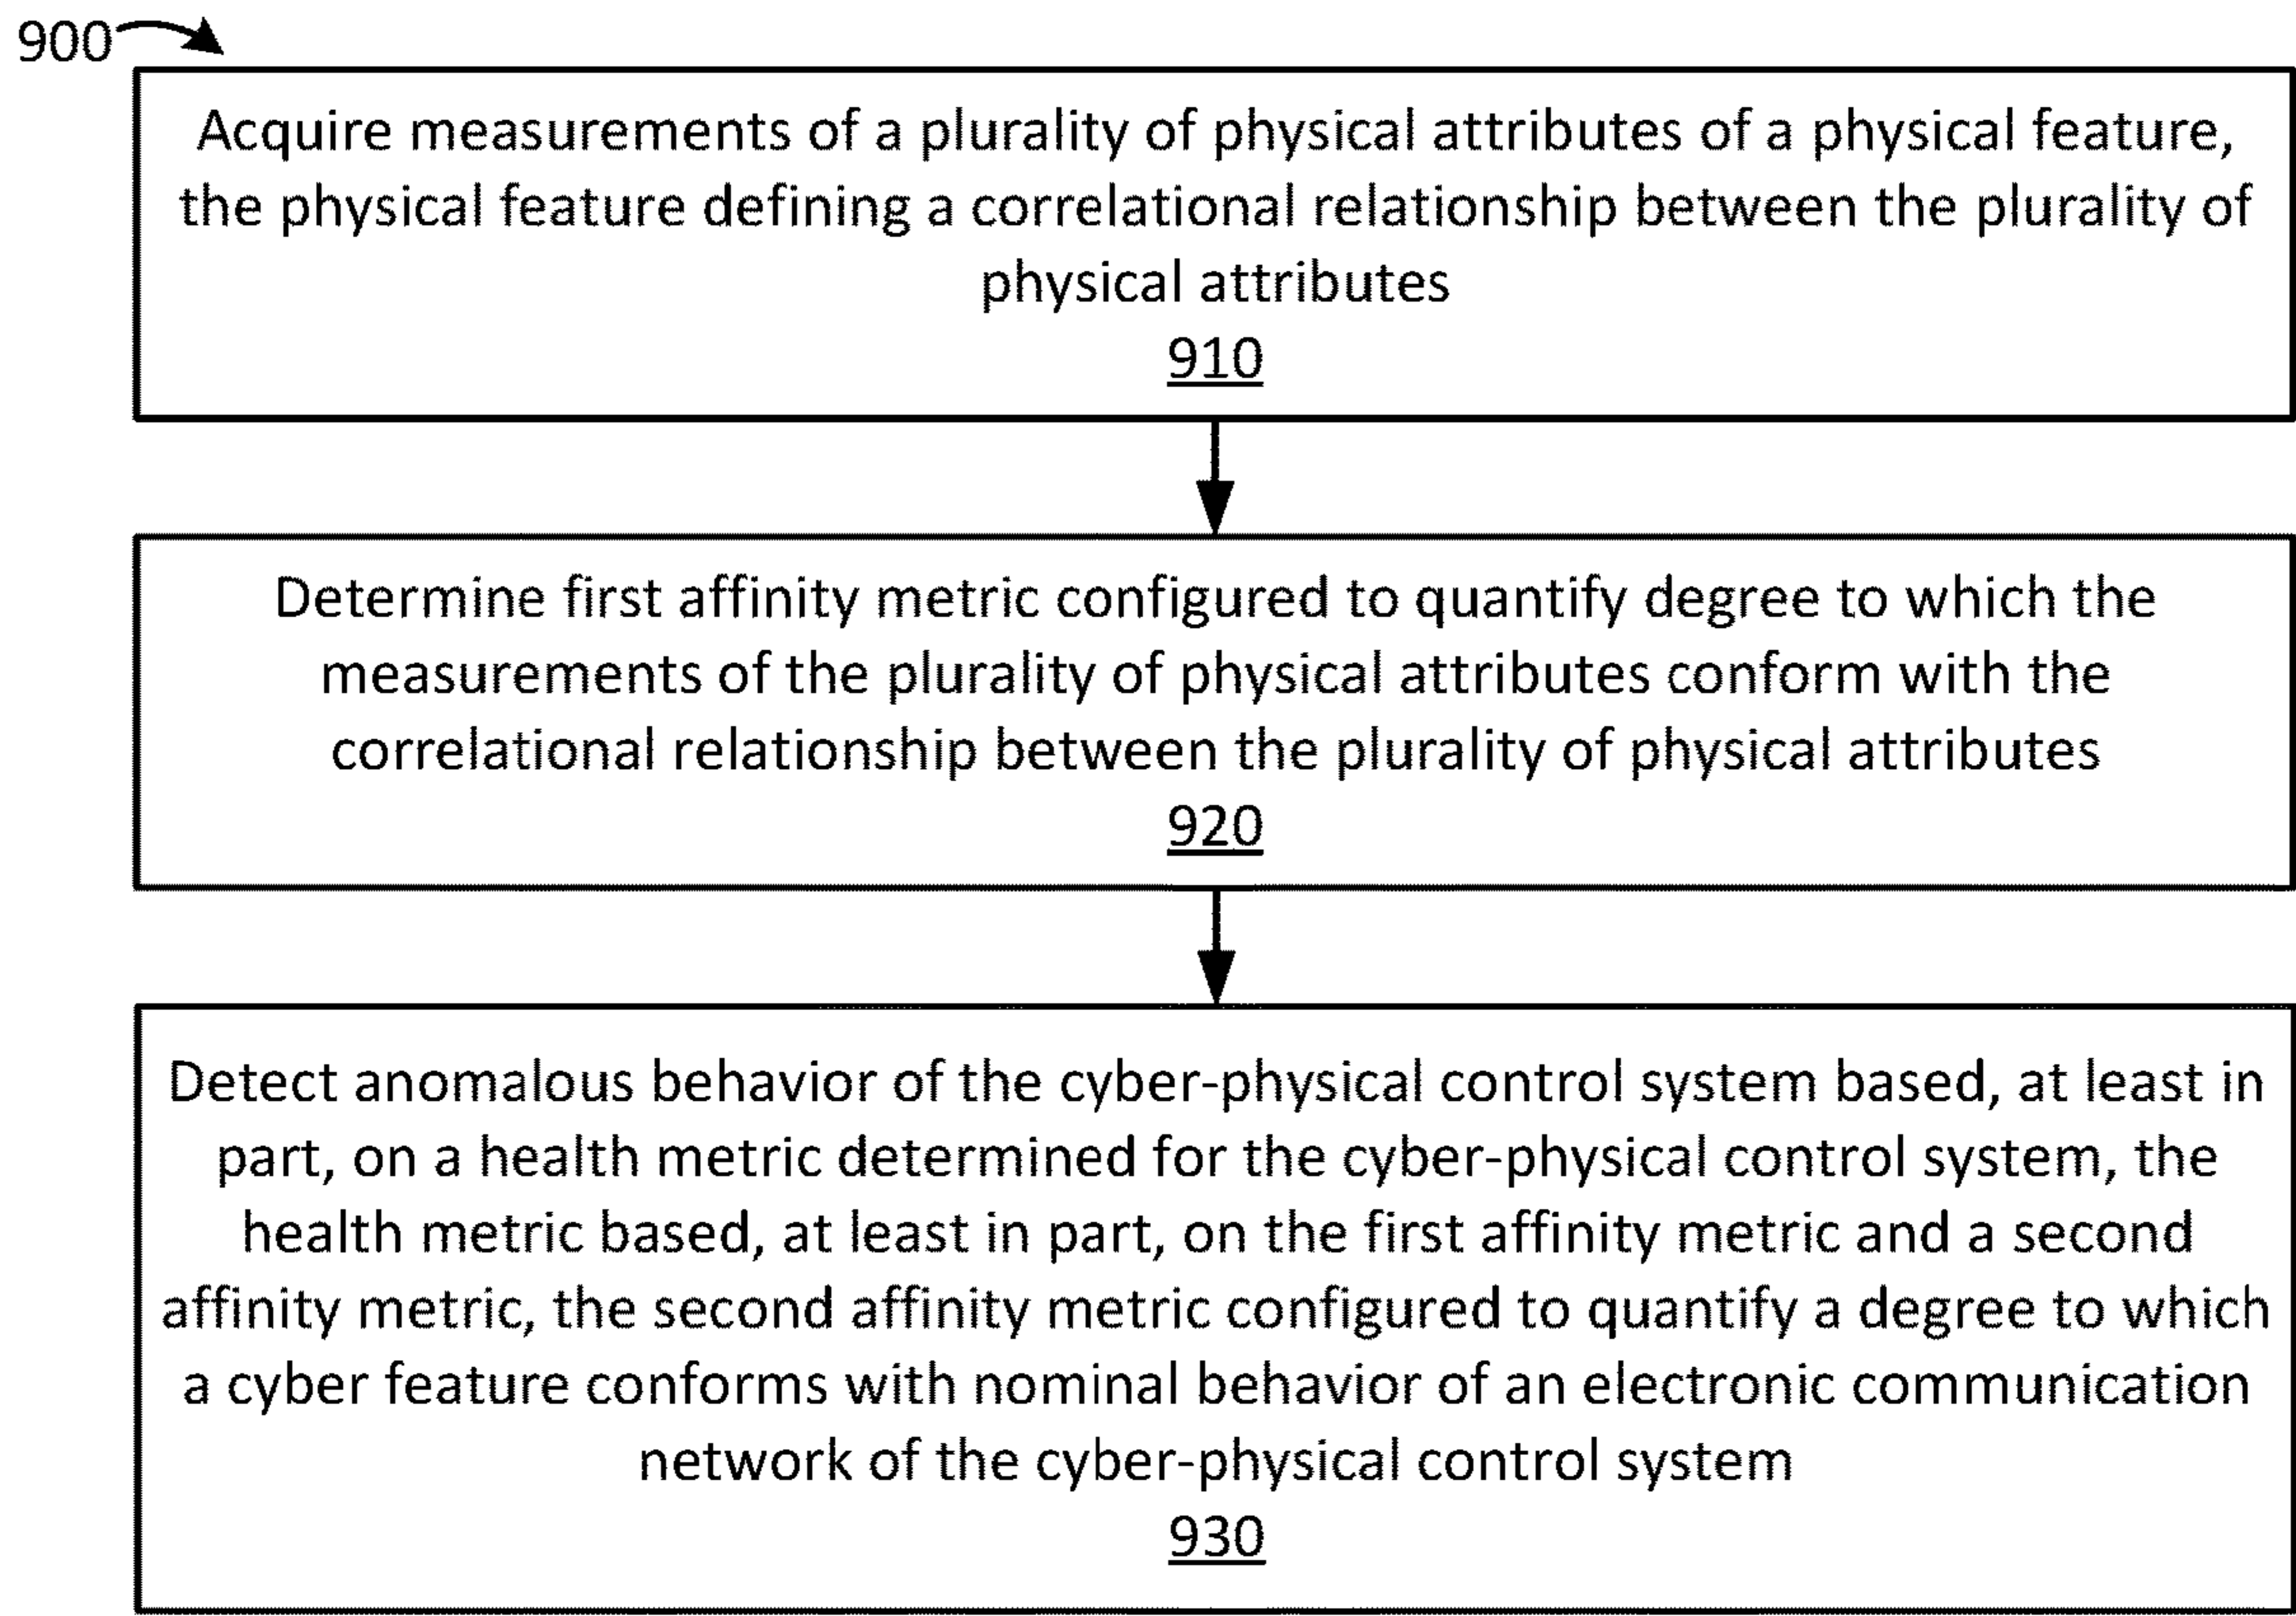 900
Acquire measurements of a plurality of physical attributes of a physical feature,
the physical feature defining a correlational relationship between the plurality of
physical attributes
910
Determine first affinity metric configured to quantify degree to which the
measurements of the plurality of physical attributes conform with the
correlational relationship between the plurality of physical attributes
920
Detect anomalous behavior of the cyber-physical control system based, at least in
part, on a health metric determined for the cyber-physical control system, the
health metric based, at least in part, on the first affinity metric and a second
affinity metric, the second affinity metric configured to quantify a degree to which
a cyber feature conforms with nominal behavior of an electronic communication
network of the cyber-physical control system
930